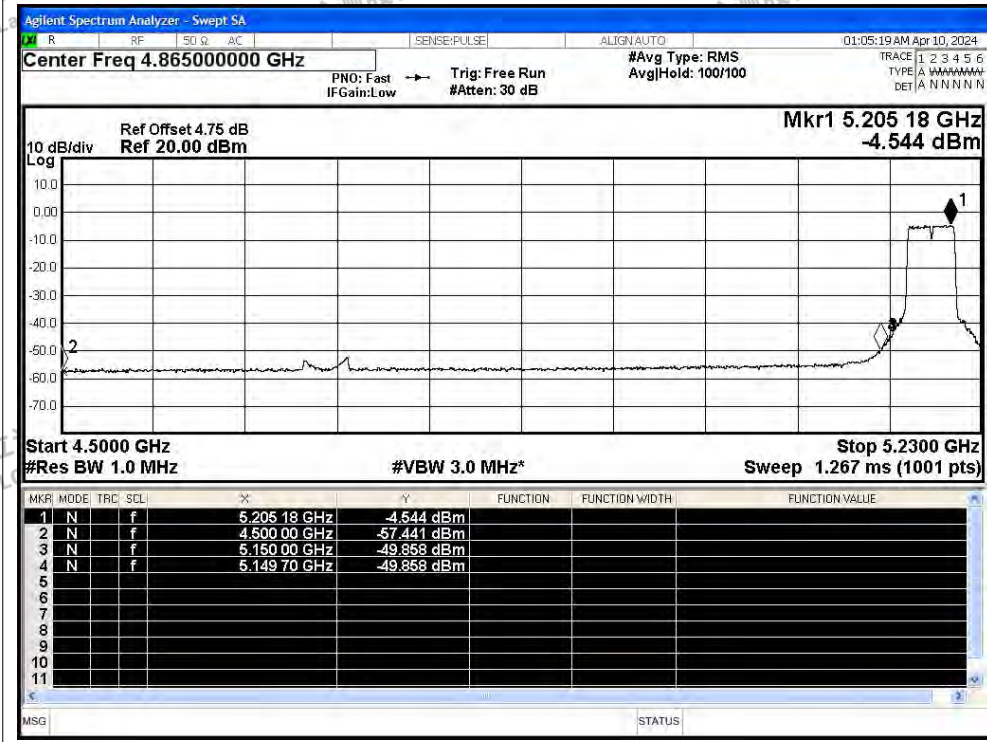 Agilent Spectrum Analyzer - Swept SA
R RF 50 Ω AC SENSE:PULSE ALIGN AUTO 01:05:19 AM Apr 10, 2024
Center Freq 4.865000000 GHz #Avg Type: RMS TRACE 1 2 3 4 5 6
PNO: Fast Trig: Free Run Avg|Hold: 100/100 TYPE A WWWWW
IFGain:Low #Atten: 30 dB DET A N N N N N
Mkr1 5.205 18 GHz
Ref Offset 4.75 dB
10 dB/div Ref 20.00 dBm -4.544 dBm
Log
10.0
1
0.00
-10.0
-20.0
-30.0
-40.0
3
-50.0
2
-60.0
-70.0
Start 4.5000 GHz Stop 5.2300 GHz
#Res BW 1.0 MHz #VBW 3.0 MHz* Sweep 1.267 ms (1001 pts)
MKR MODE TRC SCL X Y FUNCTION FUNCTION WIDTH FUNCTION VALUE
1 N f 5.205 18 GHz -4.544 dBm
2 N f 4.500 00 GHz -57.441 dBm
3 N f 5.150 00 GHz -49.858 dBm
4 N f 5.149 70 GHz -49.858 dBm
5
6
7
8
9
10
11
MSG STATUS